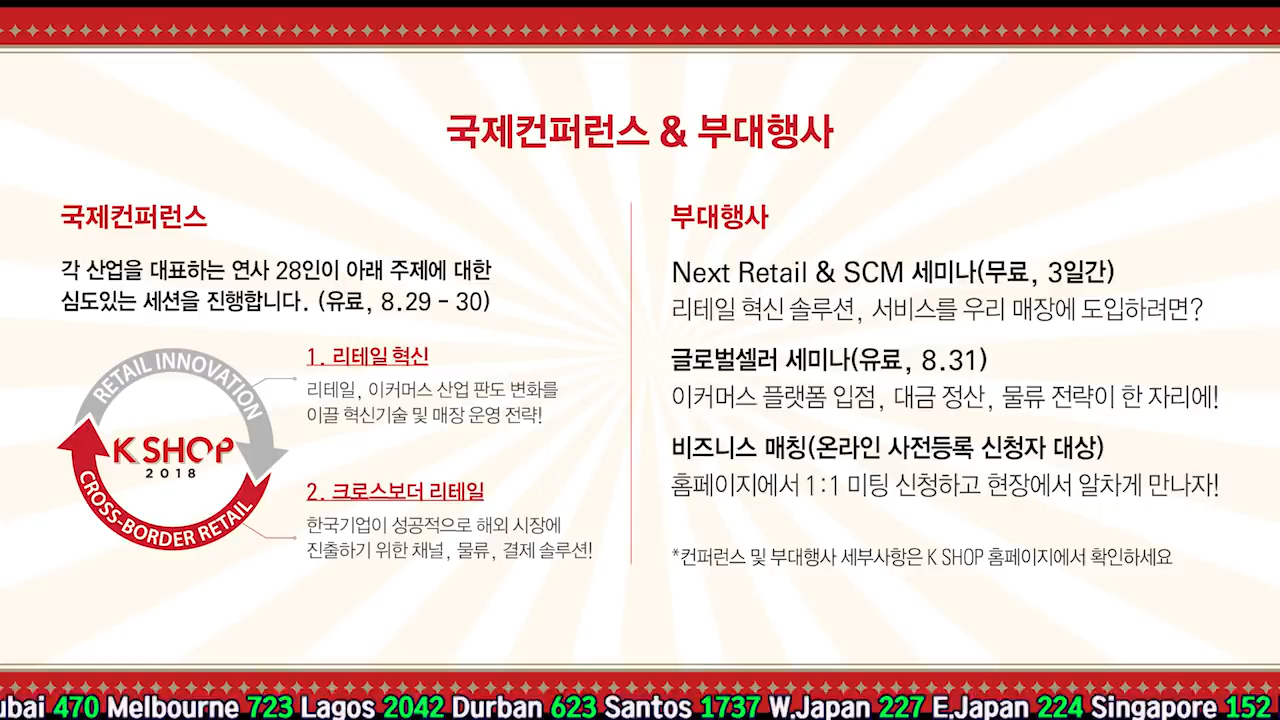 국제컨퍼런스 & 부대행사
국제컨퍼런스
각 산업을 대표하는 연사 28인이 아래 주제에 대한
심도있는 세션을 진행합니다. (유료, 8.29 - 30)
RETAIL INNOVATION
K SHOP
2018
CROSS-BORDER RETAIL
1. 리테일 혁신
리테일, 이커머스 산업 판도 변화를
이끌 혁신기술 및 매장 운영 전략!
2. 크로스보더 리테일
한국기업이 성공적으로 해외 시장에
진출하기 위한 채널, 물류, 결제 솔루션!
부대행사
Next Retail & SCM 세미나(무료, 3일간)
리테일 혁신 솔루션, 서비스를 우리 매장에 도입하려면?
글로벌셀러 세미나(유료, 8.31)
이커머스 플랫폼 입점, 대금 정산, 물류 전략이 한 자리에!
비즈니스 매칭(온라인 사전등록 신청자 대상)
홈페이지에서 1:1 미팅 신청하고 현장에서 알차게 만나자!
*컨퍼런스 및 부대행사 세부사항은 K SHOP 홈페이지에서 확인하세요
ubai 470 Melbourne 723 Lagos 2042 Durban 623 Santos 1737 W.Japan 227 E.Japan 224 Singapore 152